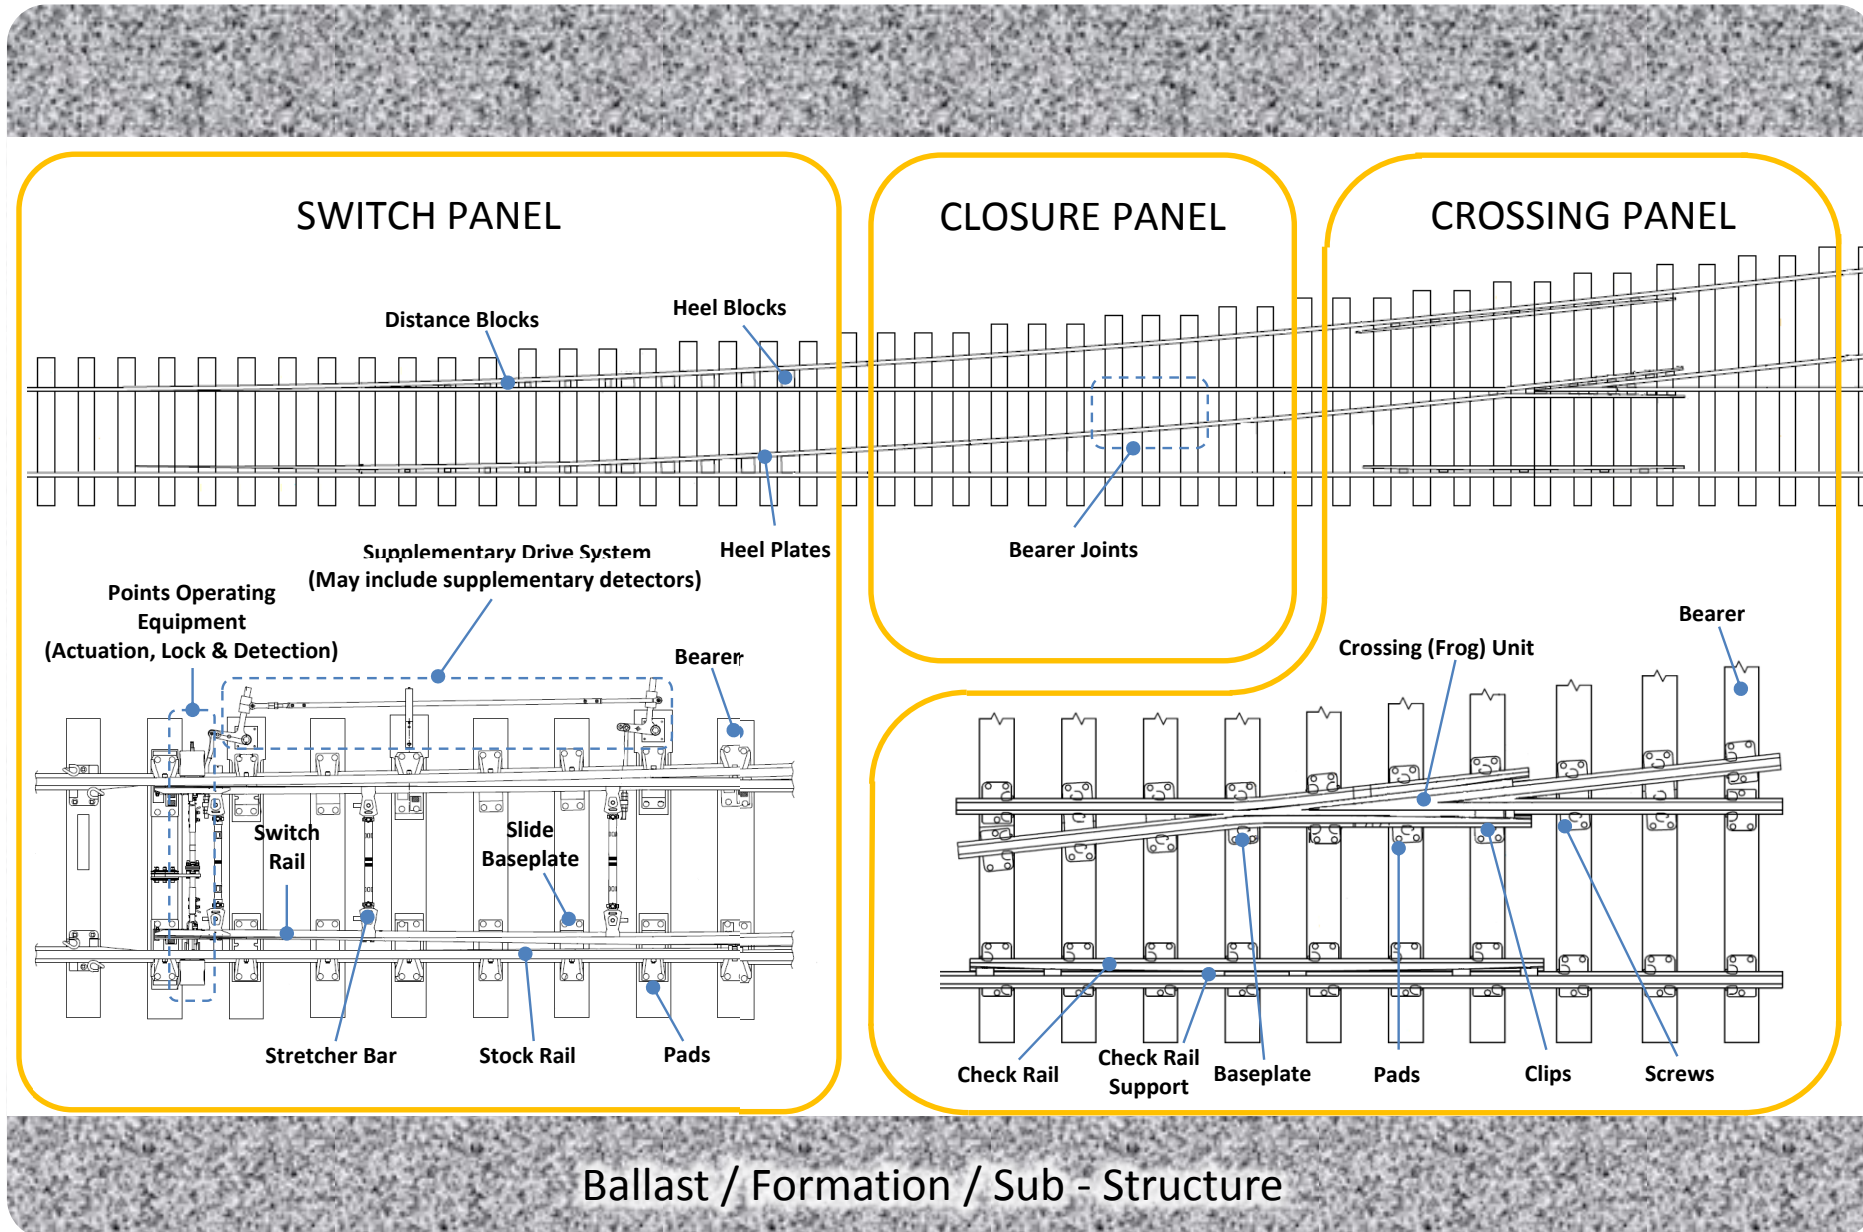 SWITCH PANEL
CLOSURE PANEL
CROSSING PANEL
Distance Blocks
Heel Blocks
Heel Plates
Bearer Joints
Supplementary Drive System
(May include supplementary detectors)
Points Operating
Equipment
(Actuation, Lock & Detection)
Bearer
Switch
Rail
Slide
Baseplate
Stretcher Bar
Stock Rail
Pads
Bearer
Crossing (Frog) Unit
Check Rail
Check Rail
Support
Baseplate
Pads
Clips
Screws
Ballast / Formation / Sub - Structure